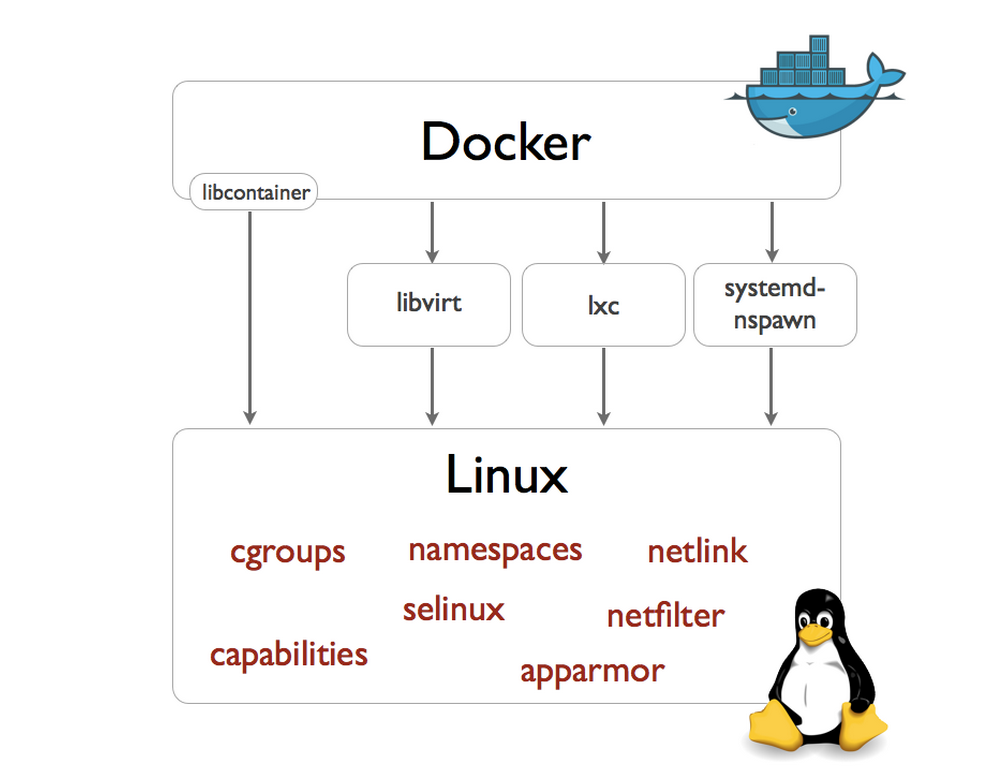 Docker
libcontainer
libvirt
lxc
systemd-
nspawn
Linux
cgroups
namespaces
netlink
selinux
netfilter
capabilities
apparmor